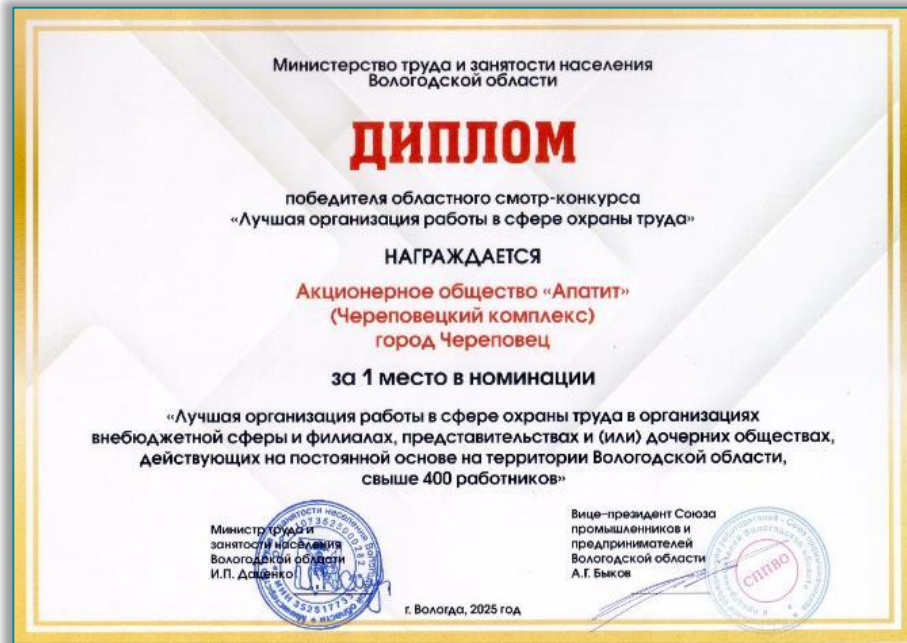 Министерство труда и занятости населения
Вологодской области
ДИПЛОМ
победителя областного смотр-конкурса
«Лучшая организация работы в сфере охраны труда»
НАГРАЖДАЕТСЯ
Акционерное общество «Апатит»
(Череповецкий комплекс)
город Череповец
за 1 место в номинации
«Лучшая организация работы в сфере охраны труда в организациях
внебюджетной сферы и филиалах, представительствах и (или) дочерних обществах,
действующих на постоянной основе на территории Вологодской области,
свыше 400 работников»
Министр труда и
занятости населения
Вологодской области
И.П. Даценко
Вице-президент Союза
промышленников и
предпринимателей
Вологодской области
А.Г. Быков
СППВО
г. Вологда, 2025 год